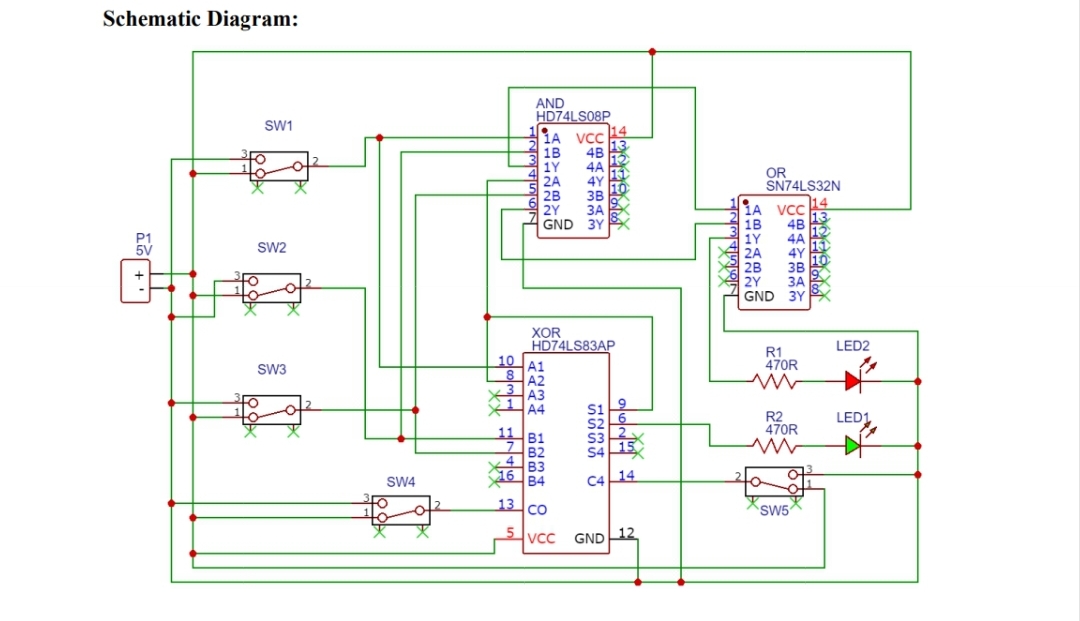 Schematic Diagram:
SW1
3
1
2
P1
5V
+
-
SW2
3
1
2
SW3
3
1
2
SW4
3
1
2
AND
HD74LS08P
1 1A VCC 14
2 1B 4B 13
3 1Y 4A 12
4 2A 4Y 11
5 2B 3B 10
6 2Y 3A 9
7 GND 3Y 8
OR
SN74LS32N
1 1A VCC 14
2 1B 4B 13
3 1Y 4A 12
4 2A 4Y 11
5 2B 3B 10
6 2Y 3A 9
7 GND 3Y 8
XOR
HD74LS83AP
10 A1
8 A2
3 A3
1 A4 S1 9
S2 6
11 B1 S3 2
7 B2 S4 15
4 B3
16 B4 C4 14
13 CO
5 VCC GND 12
R1
470R
LED2
R2
470R
LED1
2
3
1
SW5